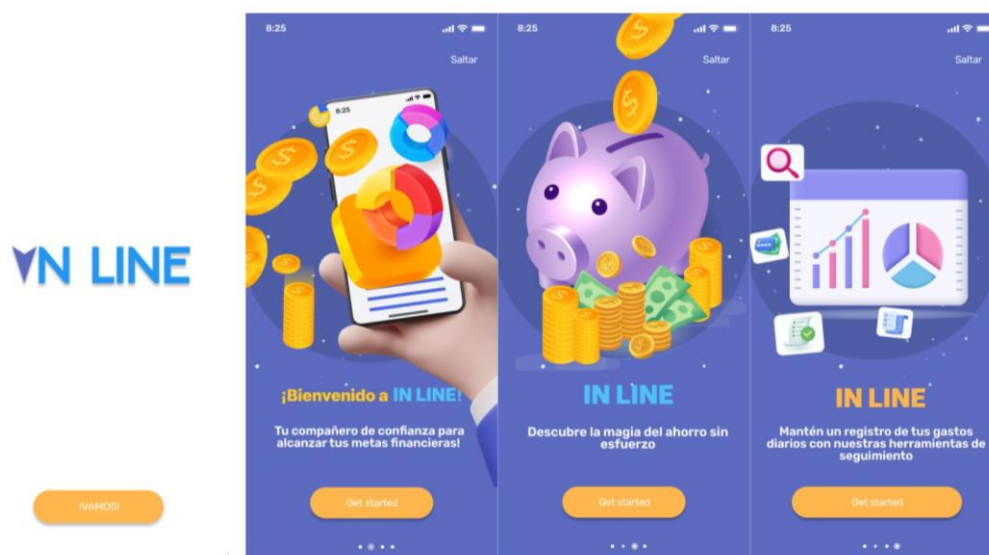 VN LINE
¡VAMOS!
8:25
Saltar
8:25
¡Bienvenido a IN LINE!
Tu compañero de confianza para
alcanzar tus metas financieras!
Get started
8:25
Saltar
IN LINE
Descubre la magia del ahorro sin
esfuerzo
Get started
8:25
Saltar
IN LINE
Mantén un registro de tus gastos
diarios con nuestras herramientas de
seguimiento
Get started